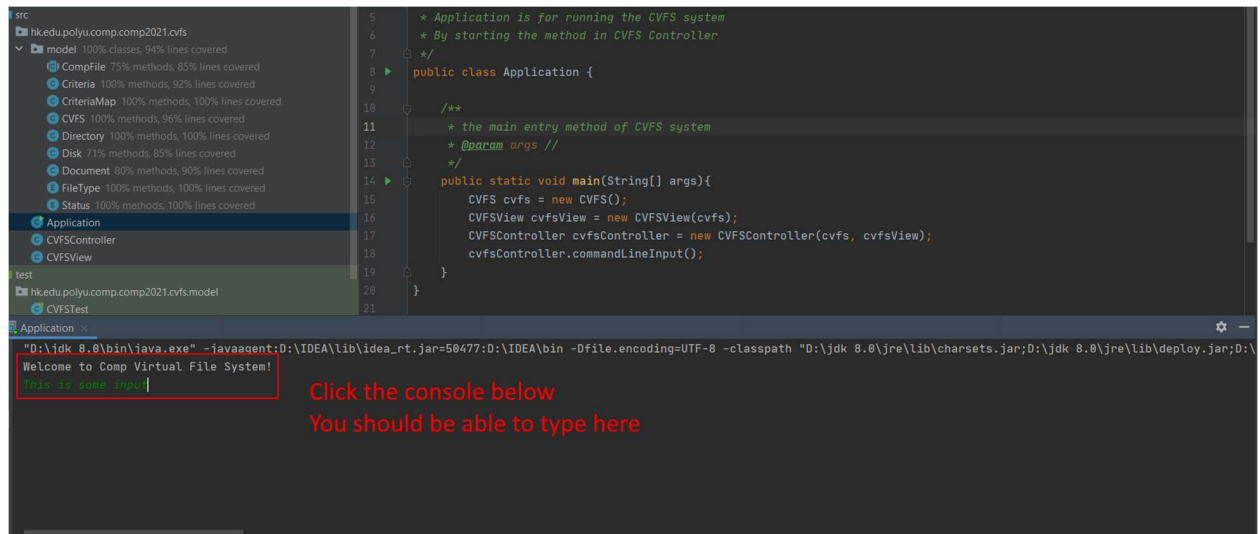 src
hk.edu.polyu.comp.comp2021.cvfs
model 100% classes, 94% lines covered
CompFile 75% methods, 85% lines covered
Criteria 100% methods, 92% lines covered
CriteriaMap 100% methods, 100% lines covered
CVFS 100% methods, 96% lines covered
Directory 100% methods, 100% lines covered
Disk 71% methods, 85% lines covered
Document 80% methods, 90% lines covered
FileType 100% methods, 100% lines covered
Status 100% methods, 100% lines covered
Application
CVFSController
CVFSView
test
hk.edu.polyu.comp.comp2021.cvfs.model
CVFSTest
5 * Application is for running the CVFS system
6 * By starting the method in CVFS Controller
7 */
8 public class Application {
9
10 /**
11 * the main entry method of CVFS system
12 * @param args //
13 */
14 public static void main(String[] args){
15 CVFS cvfs = new CVFS();
16 CVFSView cvfsView = new CVFSView(cvfs);
17 CVFSController cvfsController = new CVFSController(cvfs, cvfsView);
18 cvfsController.commandLineInput();
19 }
20 }
21
Application ×
"D:\jdk 8.0\bin\java.exe" -javaagent:D:\IDEA\lib\idea_rt.jar=50477:D:\IDEA\bin -Dfile.encoding=UTF-8 -classpath "D:\jdk 8.0\jre\lib\charsets.jar;D:\jdk 8.0\jre\lib\deploy.jar;D:\
Welcome to Comp Virtual File System!
This is some input
Click the console below
You should be able to type here